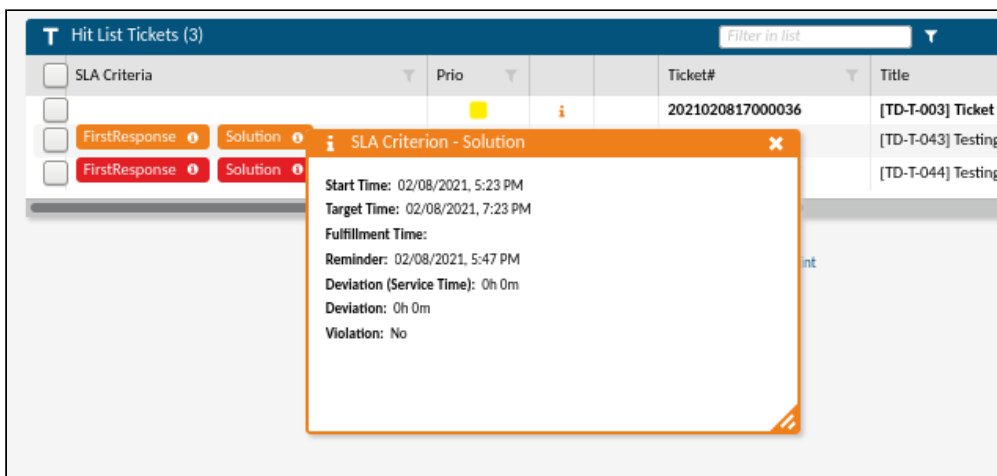 Hit List Tickets (3) Filter in list
SLA Criteria Prio Ticket# Title
2021020817000036 [TD-T-003] Ticket
FirstResponse Solution [TD-T-043] Testing
FirstResponse Solution [TD-T-044] Testing
SLA Criterion - Solution
Start Time: 02/08/2021, 5:23 PM
Target Time: 02/08/2021, 7:23 PM
Fulfillment Time:
Reminder: 02/08/2021, 5:47 PM
Deviation (Service Time): 0h 0m
Deviation: 0h 0m
Violation: No